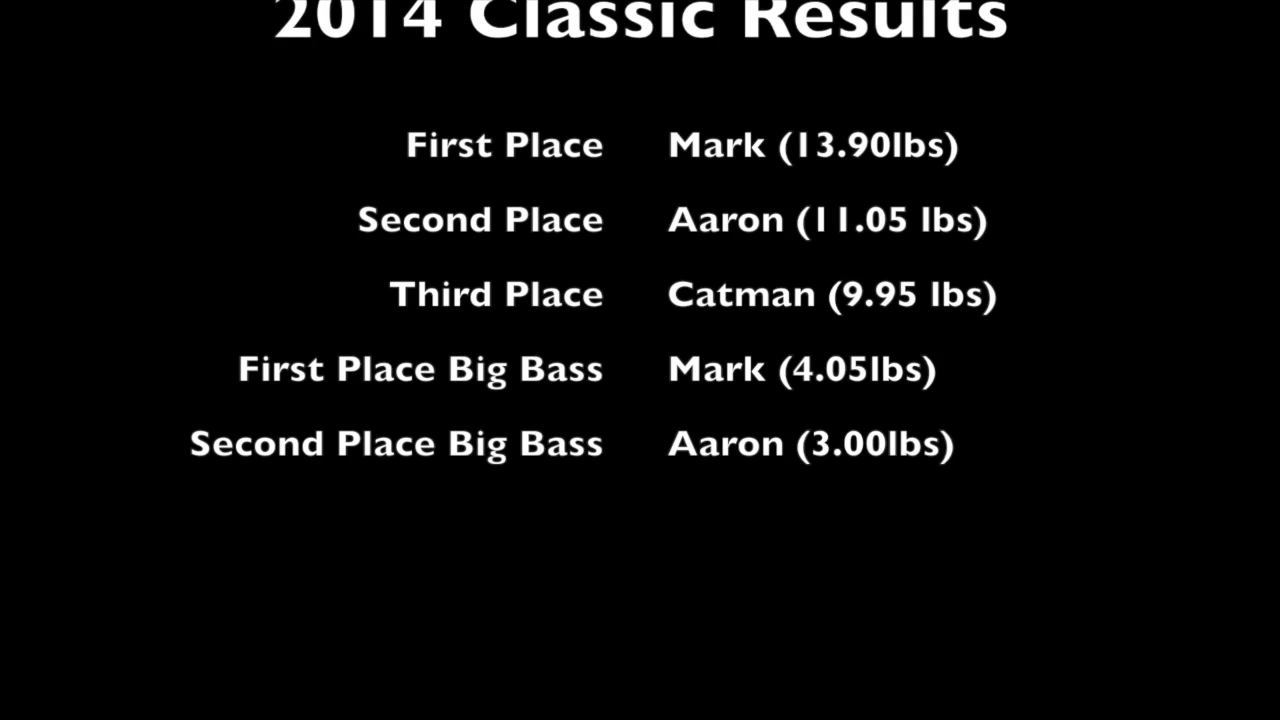 2014 Classic Results
First Place Mark (13.90lbs)
Second Place Aaron (11.05 lbs)
Third Place Catman (9.95 lbs)
First Place Big Bass Mark (4.05lbs)
Second Place Big Bass Aaron (3.00lbs)